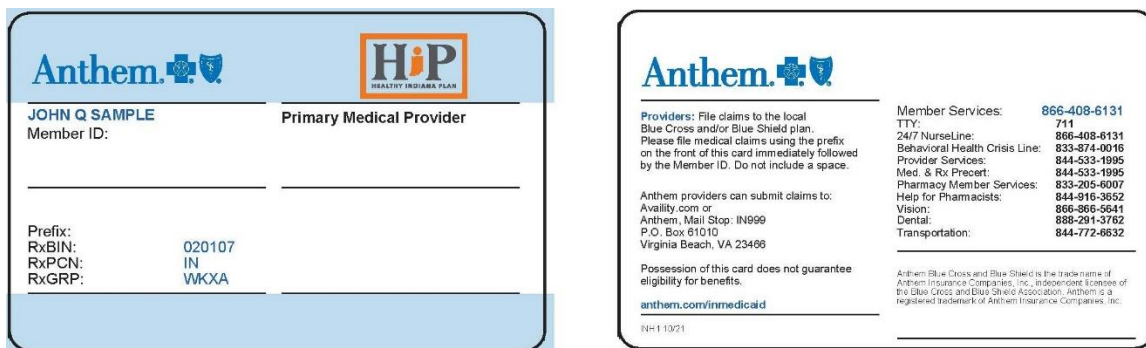 Anthem.
HIP
HEALTHY INDIANA PLAN
JOHN Q SAMPLE
Member ID:
Primary Medical Provider
Prefix:
RxBIN: 020107
RxPCN: IN
RxGRP: WKXA
Anthem.
Providers: File claims to the local
Blue Cross and/or Blue Shield plan.
Please file medical claims using the prefix
on the front of this card immediately followed
by the Member ID. Do not include a space.
Anthem providers can submit claims to:
Availity.com or
Anthem, Mail Stop: IN999
P.O. Box 61010
Virginia Beach, VA 23466
Possession of this card does not guarantee
eligibility for benefits.
anthem.com/inmedicaid
INH1 10/21
Member Services: 866-408-6131
TTY: 711
24/7 NurseLine: 866-408-6131
Behavioral Health Crisis Line: 833-874-0016
Provider Services: 844-533-1995
Med. & Rx Precert: 844-533-1995
Pharmacy Member Services: 833-205-6007
Help for Pharmacists: 844-916-3652
Vision: 866-866-5641
Dental: 888-291-3762
Transportation: 844-772-6632
Anthem Blue Cross and Blue Shield is the trade name of
Anthem Insurance Companies, Inc., independent licensee of
the Blue Cross and Blue Shield Association. Anthem is a
registered trademark of Anthem Insurance Companies, Inc.